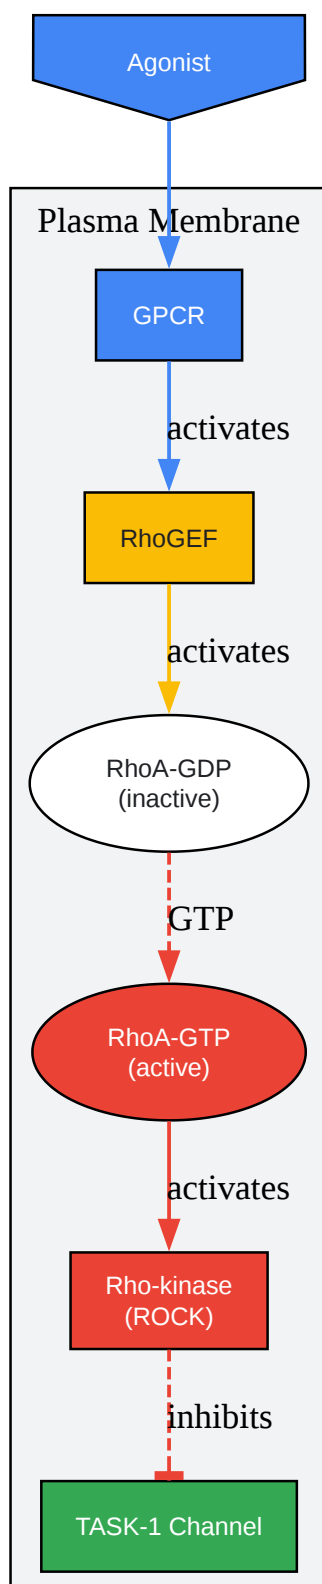 Agonist
Plasma Membrane
GPCR
activates
RhoGEF
activates
RhoA-GDP
(inactive)
GTP
RhoA-GTP
(active)
activates
Rho-kinase
(ROCK)
inhibits
TASK-1 Channel